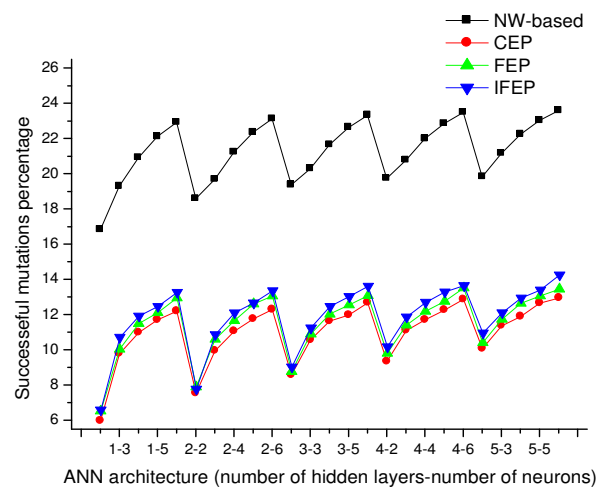 NW-based
CEP
FEP
IFEP
26
24
22
20
18
16
14
12
10
8
6
Successeful mutations percentage
1-3 1-5 2-2 2-4 2-6 3-3 3-5 4-2 4-4 4-6 5-3 5-5
ANN architecture (number of hidden layers-number of neurons)